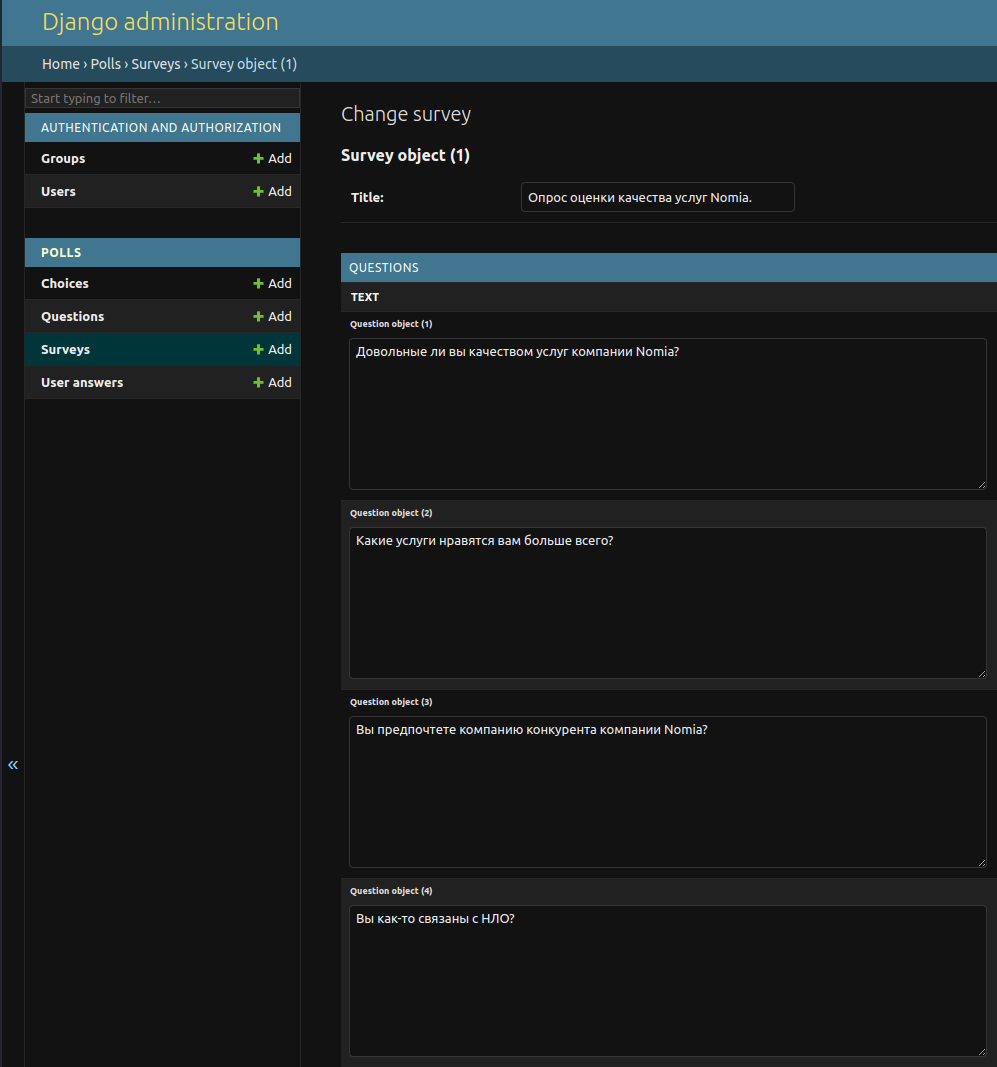 Django administration
Home › Polls › Surveys › Survey object (1)
Start typing to filter...
AUTHENTICATION AND AUTHORIZATION
Groups + Add
Users + Add
POLLS
Choices + Add
Questions + Add
Surveys + Add
User answers + Add
«
Change survey
Survey object (1)
Title: Опрос оценки качества услуг Nomia.
QUESTIONS
TEXT
Question object (1)
Довольные ли вы качеством услуг компании Nomia?
Question object (2)
Какие услуги нравятся вам больше всего?
Question object (3)
Вы предпочтете компанию конкурента компании Nomia?
Question object (4)
Вы как-то связаны с НЛО?